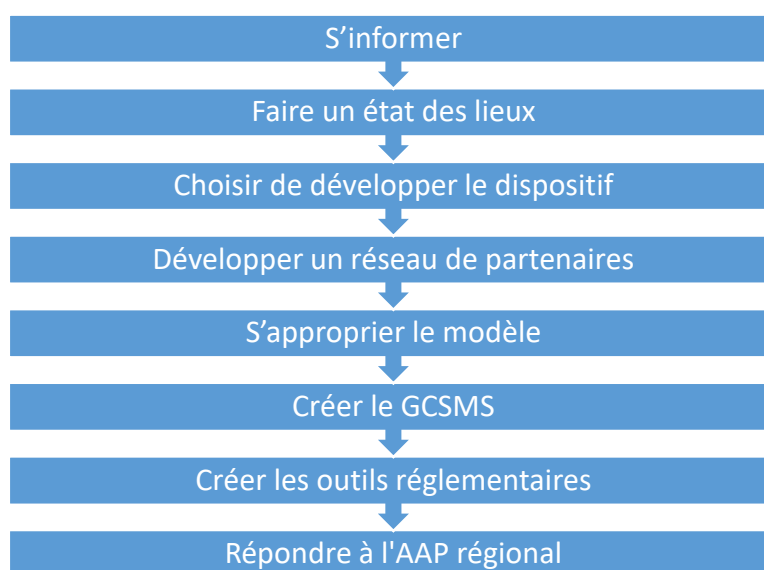 S’informer
Faire un état des lieux
Choisir de développer le dispositif
Développer un réseau de partenaires
S’approprier le modèle
Créer le GCSMS
Créer les outils réglementaires
Répondre à l'AAP régional